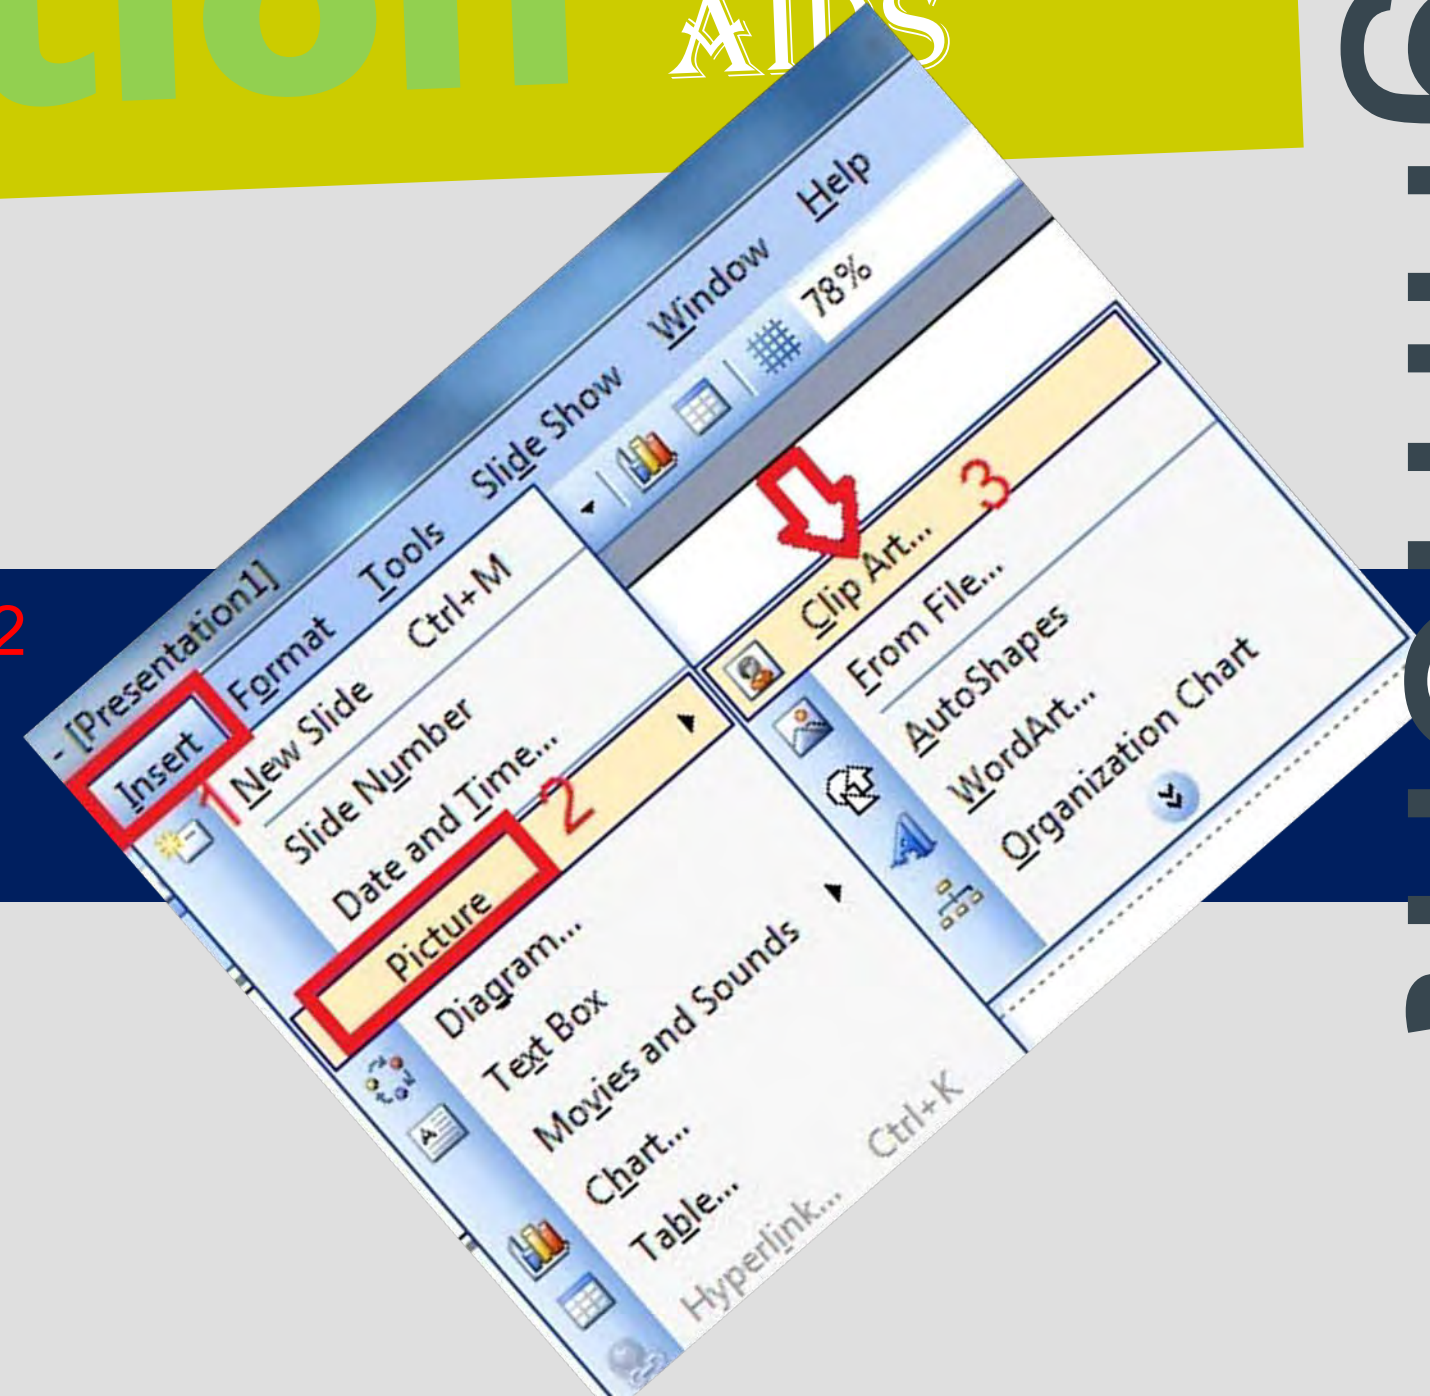 tion AIDS
2
- [Presentation1]
Insert Format Tools Slide Show Window Help
78%
1
New Slide Ctrl+M
Slide Number
Date and Time...
Picture 2
Diagram...
Text Box
Movies and Sounds
Chart...
Table...
Hyperlink... Ctrl+K
Clip Art... 3
From File...
AutoShapes
WordArt...
Organization Chart